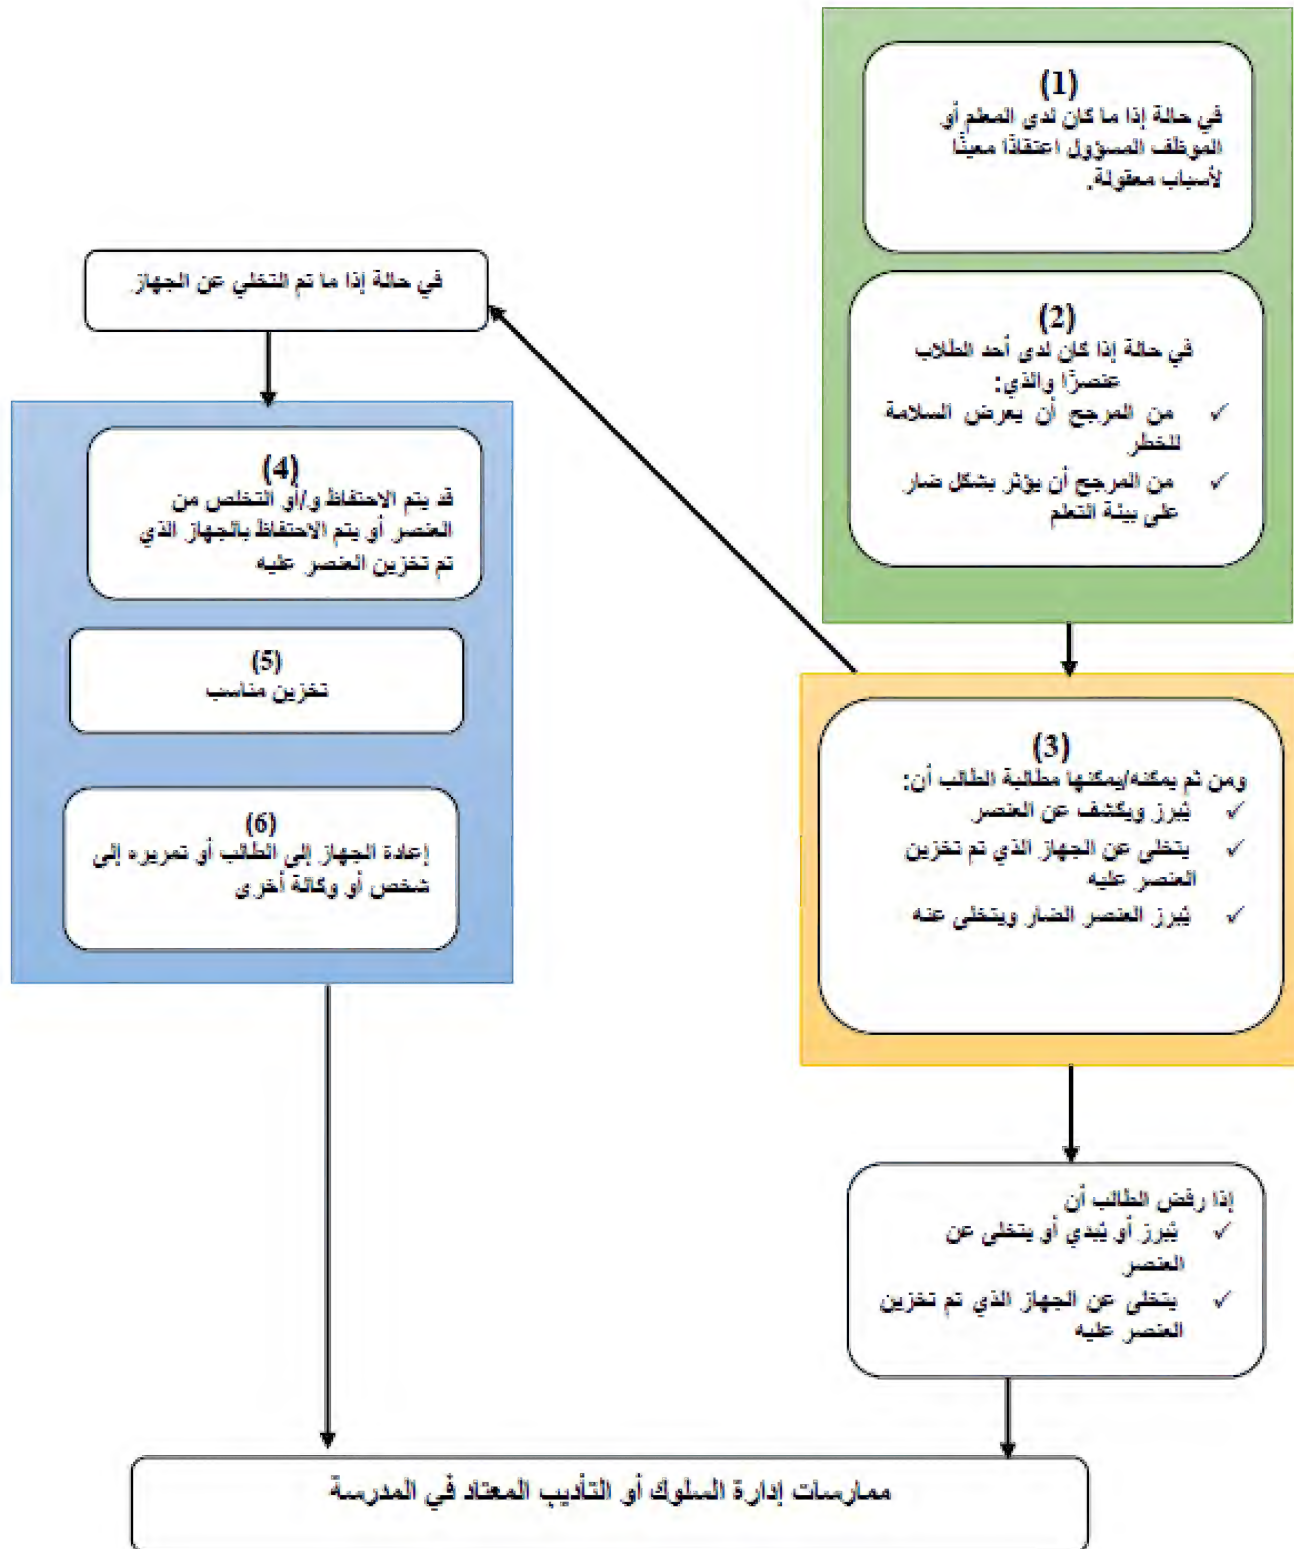 (1)
في حالة إذا ما كان لدى المعلم أو
الموظف المسؤول اعتقادًا معينًا
لأسباب معقولة.
(2)
في حالة إذا كان لدى أحد الطلاب
عنصرًا والذي:
✓ من المرجح أن يعرض السلامة
للخطر
✓ من المرجح أن يؤثر بشكل ضار
على بيئة التعلم
(3)
ومن ثم يمكنه/يمكنها مطالبة الطالب أن:
✓ يُبرز ويكشف عن العنصر
✓ يتخلى عن الجهاز الذي تم تخزين
العنصر عليه
✓ يُبرز العنصر الضار ويتخلى عنه
في حالة إذا ما تم التخلي عن الجهاز
(4)
قد يتم الاحتفاظ و/أو التخلص من
العنصر أو يتم الاحتفاظ بالجهاز الذي
تم تخزين العنصر عليه
(5)
تخزين مناسب
(6)
إعادة الجهاز إلى الطالب أو تمريره إلى
شخص أو وكالة أخرى
إذا رفض الطالب أن
✓ يُبرز أو يُبدي أو يتخلى عن
العنصر
✓ يتخلى عن الجهاز الذي تم تخزين
العنصر عليه
ممارسات إدارة السلوك أو التأديب المعتاد في المدرسة